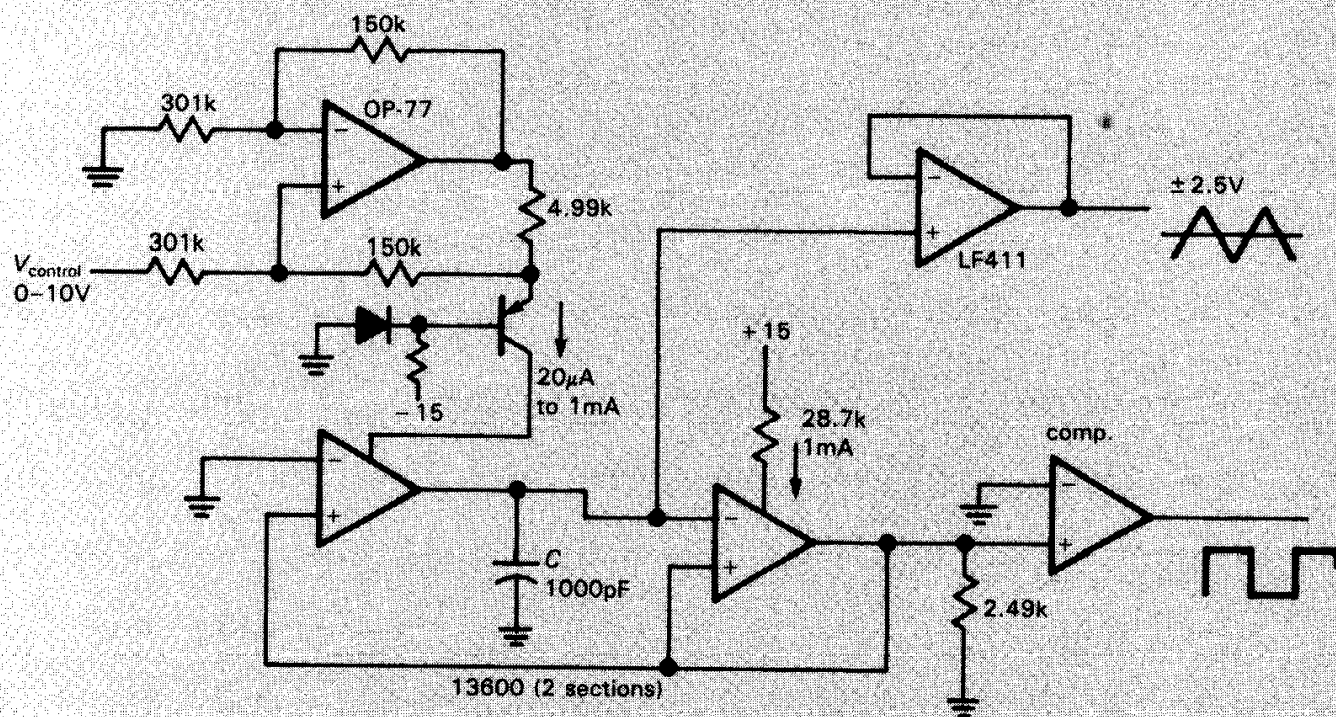 150k
301k
OP-77
−
+
4.99k
301k
150k
Vcontrol
0–10V
−15
20μA
to 1mA
−
+
LF411
±2.5V
+15
28.7k
1mA
comp.
−
+
C
1000pF
−
+
−
+
2.49k
13600 (2 sections)